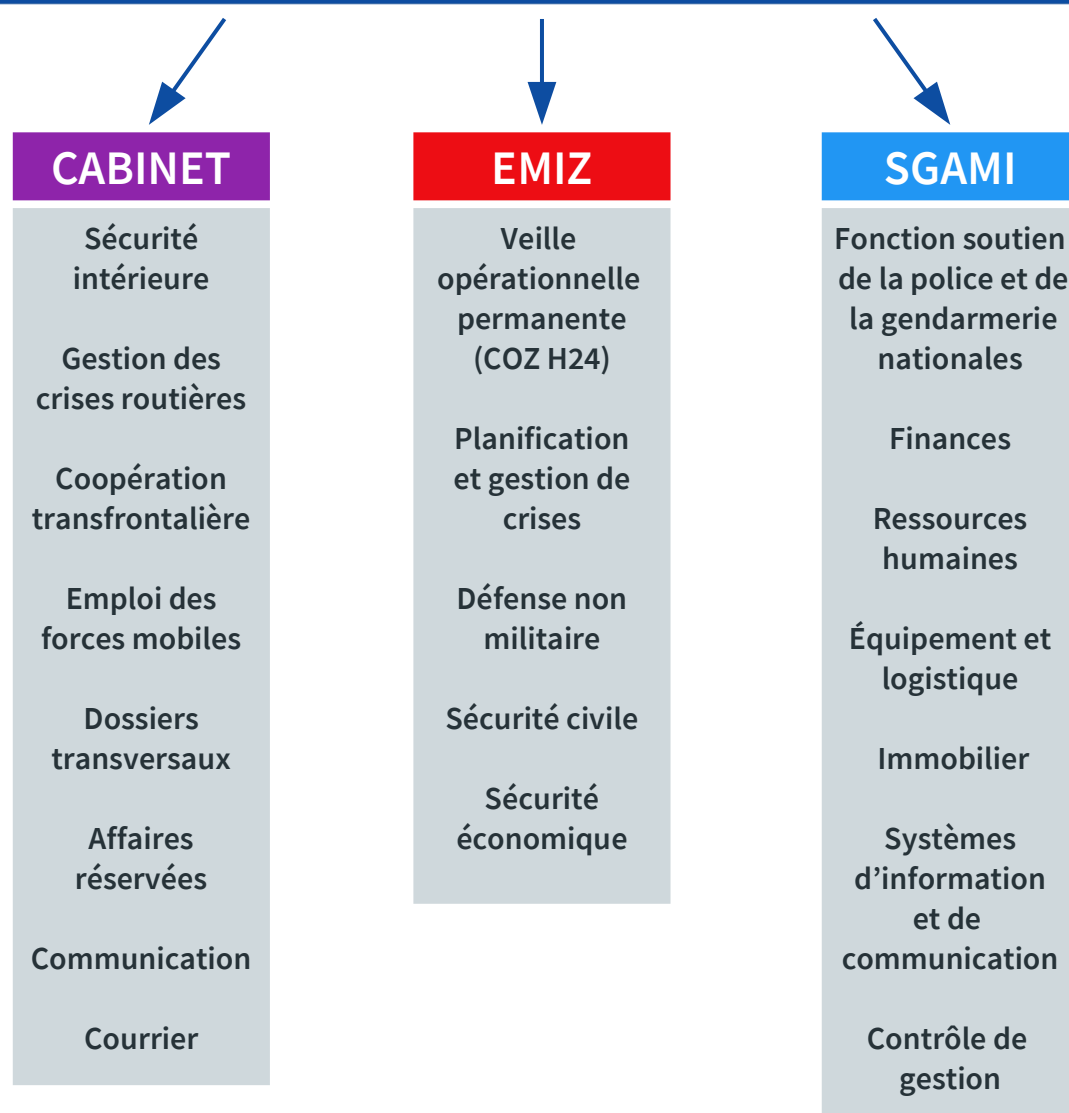 CABINET
Sécurité
intérieure
Gestion des
crises routières
Coopération
transfrontalière
Emploi des
forces mobiles
Dossiers
transversaux
Affaires
réservées
Communication
Courrier
EMIZ
Veille
opérationnelle
permanente
(COZ H24)
Planification
et gestion de
crises
Défense non
militaire
Sécurité civile
Sécurité
économique
SGAMI
Fonction soutien
de la police et de
la gendarmerie
nationales
Finances
Ressources
humaines
Équipement et
logistique
Immobilier
Systèmes
d’information
et de
communication
Contrôle de
gestion